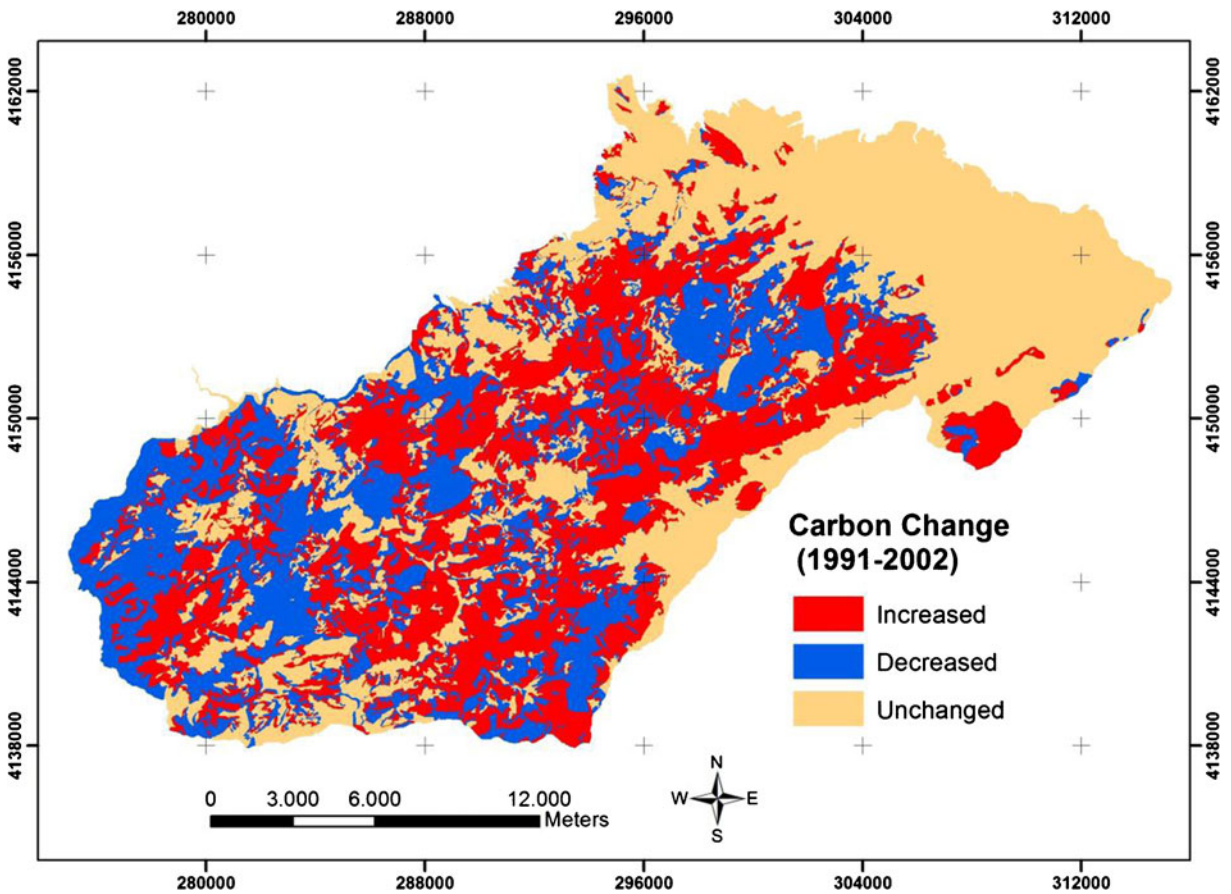 280000 288000 296000 304000 312000
4162000 4162000
4156000 4156000
4150000 4150000
4144000 4144000
4138000 4138000
Carbon Change
(1991-2002)
Increased
Decreased
Unchanged
0 3.000 6.000 12.000
Meters
N
W E
S
280000 288000 296000 304000 312000